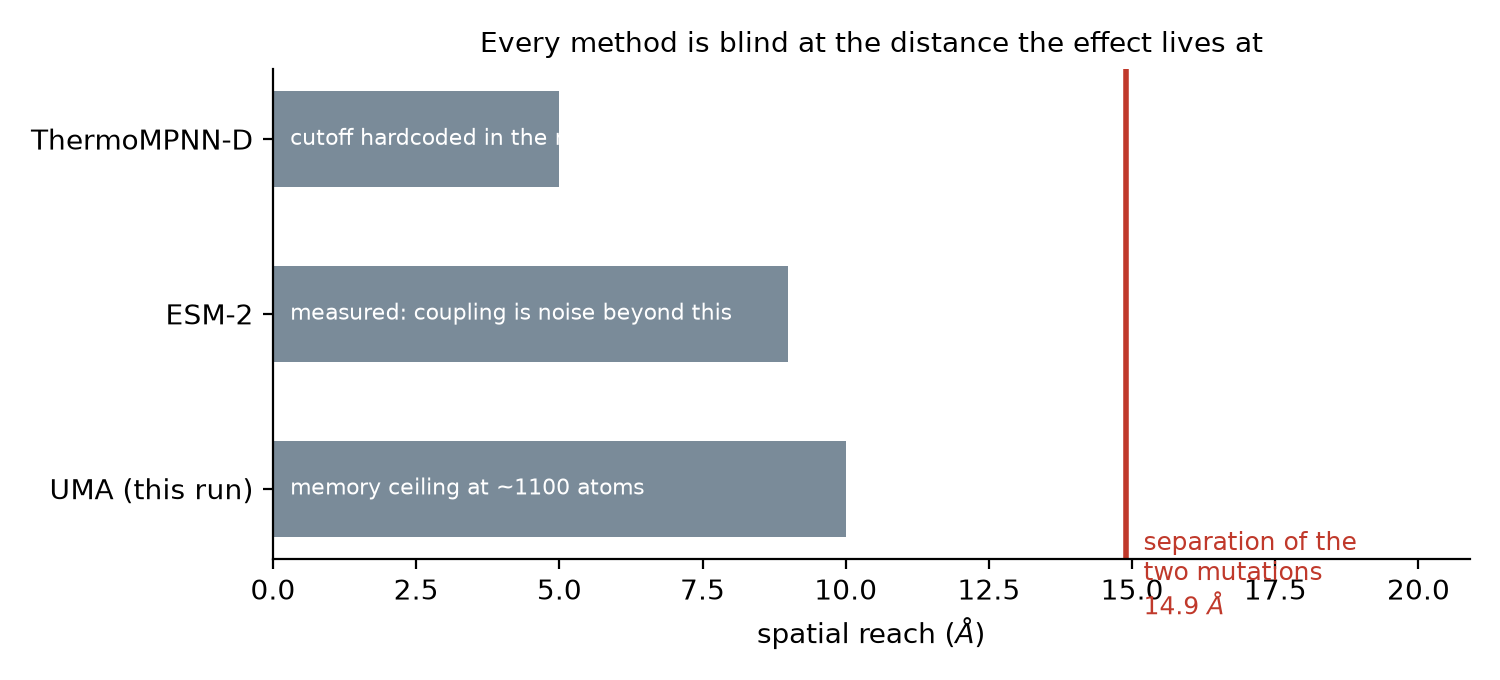 Every method is blind at the distance the effect lives at
ThermoMPNN-D
cutoff hardcoded in the
ESM-2
measured: coupling is noise beyond this
UMA (this run)
memory ceiling at ~1100 atoms
separation of the
two mutations
14.9 Å
0.0 2.5 5.0 7.5 10.0 12.5 15.0 17.5 20.0
spatial reach (Å)